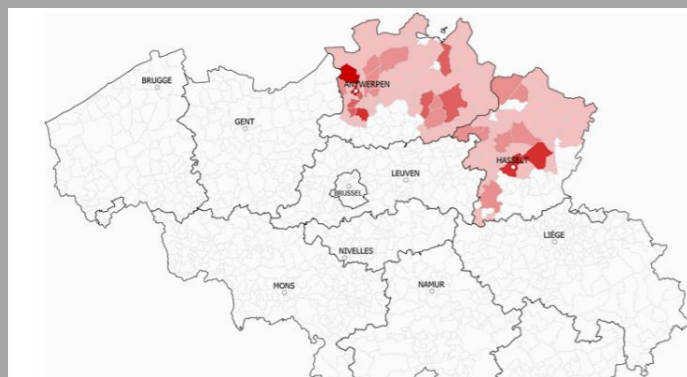 BRUGGE
ANTWERPEN
GENT
HASSELT
LEUVEN
BRUSSEL
LIÈGE
NIVELLES
MONS
NAMUR